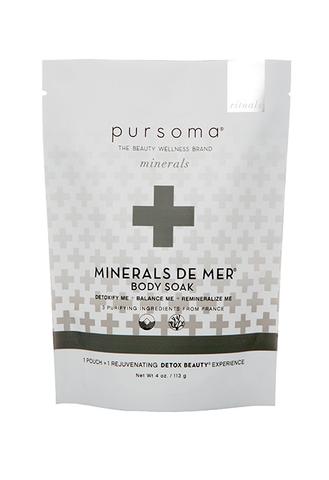 rituals
pursoma®
THE BEAUTY WELLNESS BRAND
minerals
MINERALS DE MER®
BODY SOAK
DETOXIFY ME + BALANCE ME + REMINERALIZE ME
3 PURIFYING INGREDIENTS FROM FRANCE
1 POUCH = 1 REJUVENATING DETOX BEAUTY® EXPERIENCE
Net Wt 4 oz. / 113 g